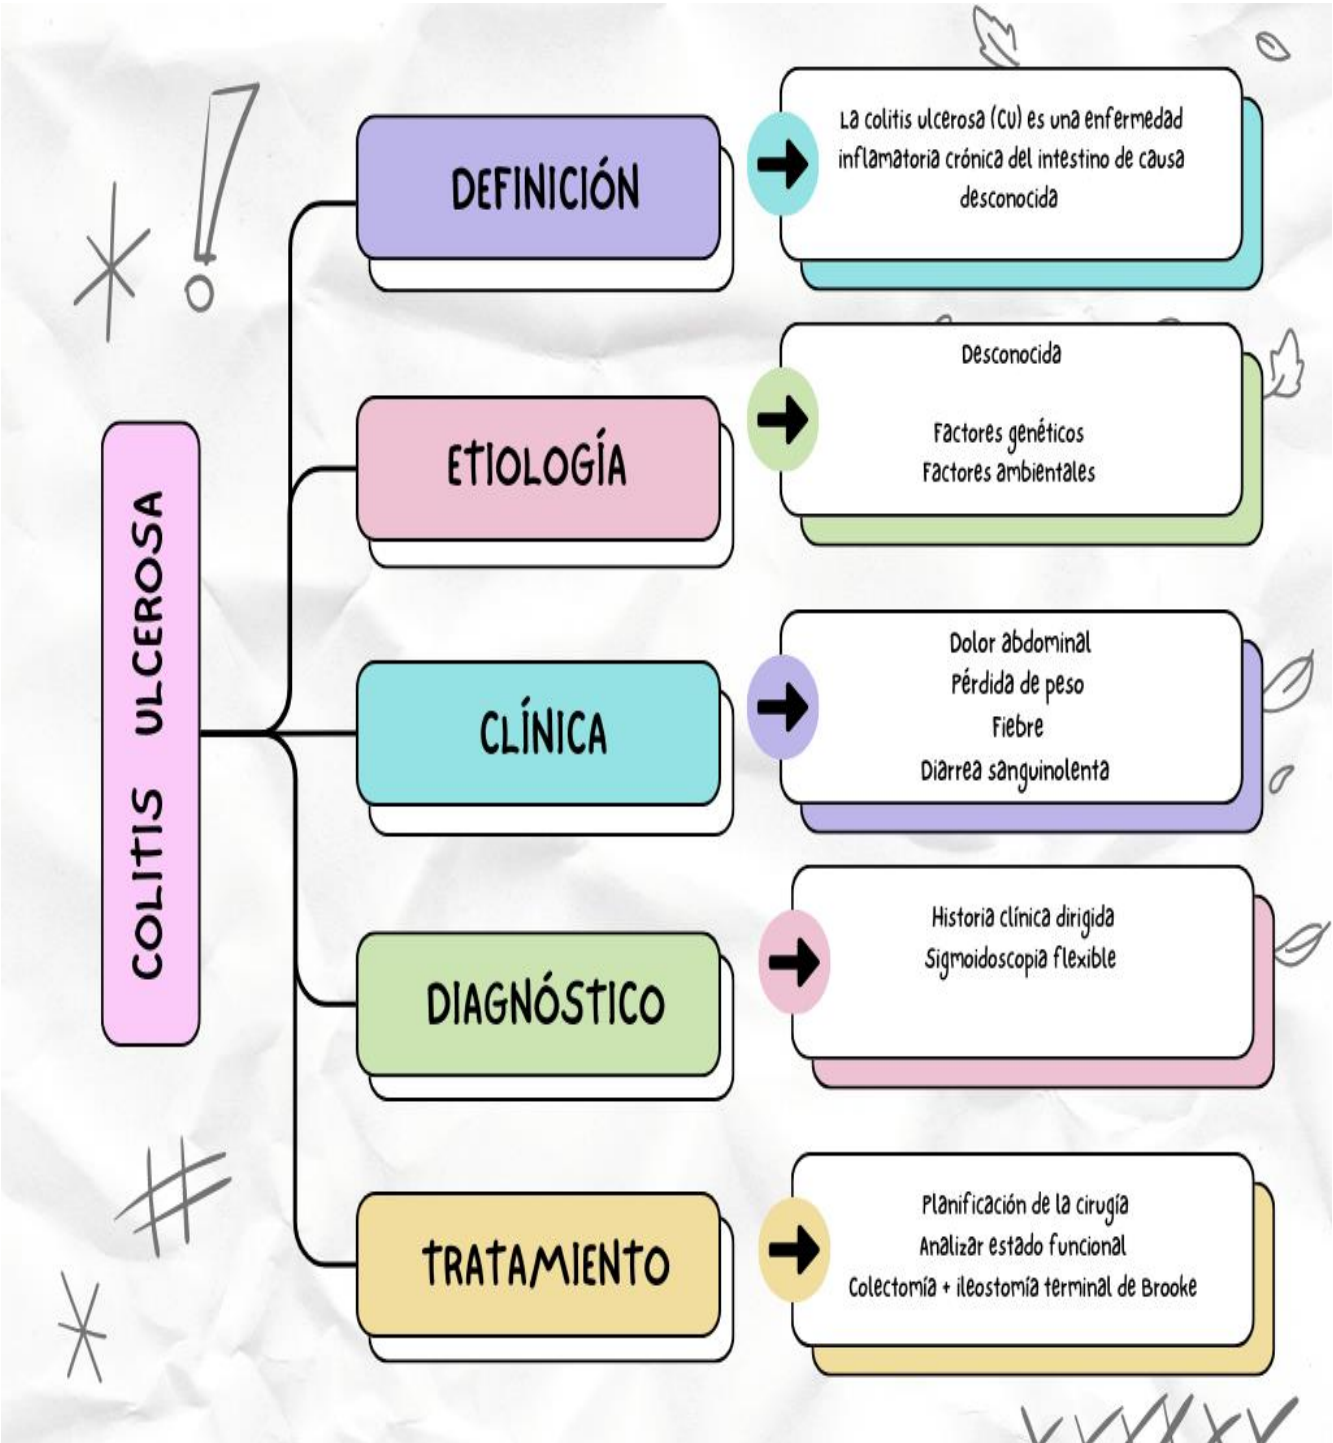 COLITIS ULCEROSA
DEFINICIÓN
La colitis ulcerosa (CU) es una enfermedad
inflamatoria crónica del intestino de causa
desconocida
ETIOLOGÍA
Desconocida
Factores genéticos
Factores ambientales
CLÍNICA
Dolor abdominal
Pérdida de peso
Fiebre
Diarrea sanguinolenta
DIAGNÓSTICO
Historia clínica dirigida
Sigmoidoscopia flexible
TRATAMIENTO
Planificación de la cirugía
Analizar estado funcional
Colectomía + ileostomía terminal de Brooke